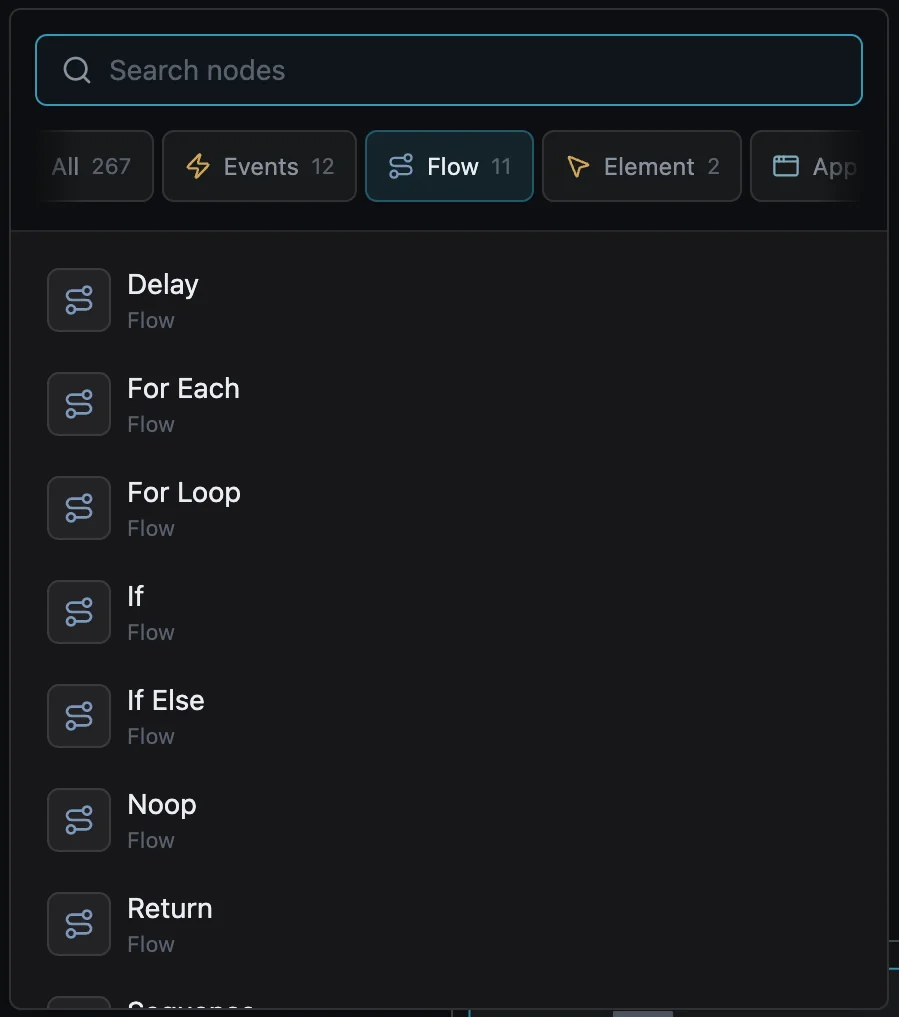 Search nodes
All 267 Events 12 Flow 11 Element 2 App
Delay
Flow
For Each
Flow
For Loop
Flow
If
Flow
If Else
Flow
Noop
Flow
Return
Flow
Sequence